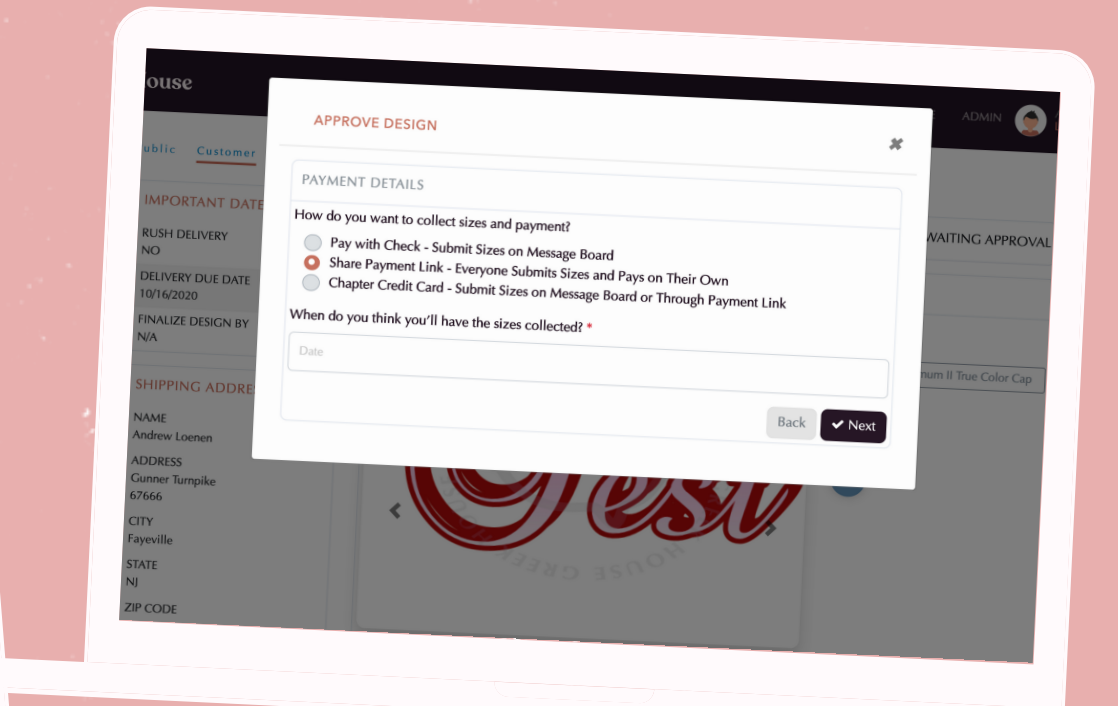 ouse
ADMIN
APPROVE DESIGN
ublic Customer
PAYMENT DETAILS
IMPORTANT DATE
How do you want to collect sizes and payment?
RUSH DELIVERY
NO
Pay with Check - Submit Sizes on Message Board
WAITING APPROVAL
Share Payment Link - Everyone Submits Sizes and Pays on Their Own
DELIVERY DUE DATE
10/16/2020
Chapter Credit Card - Submit Sizes on Message Board or Through Payment Link
FINALIZE DESIGN BY
N/A
When do you think you'll have the sizes collected? *
Date
num II True Color Cap
SHIPPING ADDRE
Back Next
NAME
Andrew Loenen
ADDRESS
Gunner Turnpike
67666
CITY
Fayeville
STATE
NJ
ZIP CODE
HOUSE GREEK